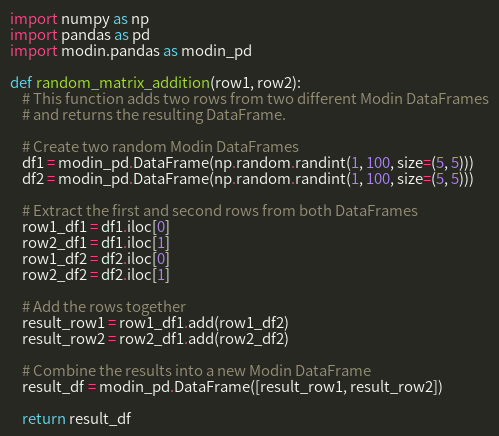 import numpy as np
import pandas as pd
import modin.pandas as modin_pd

def random_matrix_addition(row1, row2):
    # This function adds two rows from two different Modin DataFrames
    # and returns the resulting DataFrame.

    # Create two random Modin DataFrames
    df1 = modin_pd.DataFrame(np.random.randint(1, 100, size=(5, 5)))
    df2 = modin_pd.DataFrame(np.random.randint(1, 100, size=(5, 5)))

    # Extract the first and second rows from both DataFrames
    row1_df1 = df1.iloc[0]
    row2_df1 = df1.iloc[1]
    row1_df2 = df2.iloc[0]
    row2_df2 = df2.iloc[1]

    # Add the rows together
    result_row1 = row1_df1.add(row1_df2)
    result_row2 = row2_df1.add(row2_df2)

    # Combine the results into a new Modin DataFrame
    result_df = modin_pd.DataFrame([result_row1, result_row2])

    return result_df